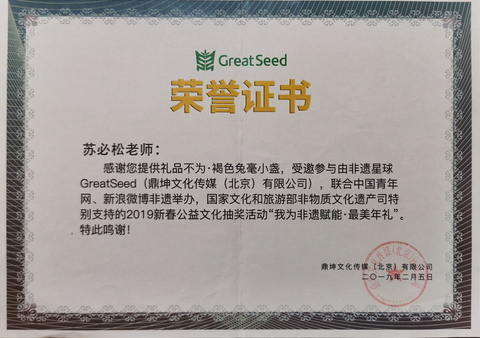 GreatSeed
荣誉证书
苏必松老师：
感谢您提供礼品不为·褐色兔毫小盏，受邀参与由非遗星球
GreatSeed（鼎坤文化传媒（北京）有限公司），联合中国青年
网、新浪微博非遗举办，国家文化和旅游部非物质文化遗产司特
别支持的2019新春公益文化抽奖活动“我为非遗赋能·最美年礼”。
特此鸣谢！
鼎坤文化传媒（北京）有限公司
二〇一九年二月五日